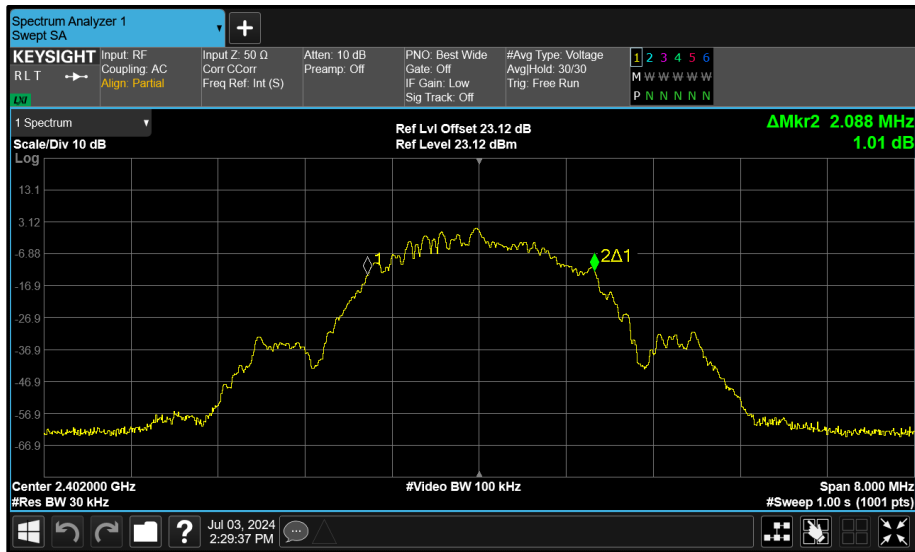 Spectrum Analyzer 1
Swept SA
+
KEYSIGHT
R L T
LXI
Input: RF
Coupling: AC
Align: Partial
Input Z: 50 Ω
Corr CCorr
Freq Ref: Int (S)
Atten: 10 dB
Preamp: Off
PNO: Best Wide
Gate: Off
IF Gain: Low
Sig Track: Off
#Avg Type: Voltage
Avg|Hold: 30/30
Trig: Free Run
1 2 3 4 5 6
M W W W W W
P N N N N N
1 Spectrum
Scale/Div 10 dB
Ref Lvl Offset 23.12 dB
Ref Level 23.12 dBm
ΔMkr2 2.088 MHz
1.01 dB
Log
13.1
3.12
-6.88
-16.9
-26.9
-36.9
-46.9
-56.9
-66.9
1
2Δ1
Center 2.402000 GHz
#Res BW 30 kHz
#Video BW 100 kHz
Span 8.000 MHz
#Sweep 1.00 s (1001 pts)
?
Jul 03, 2024
2:29:37 PM